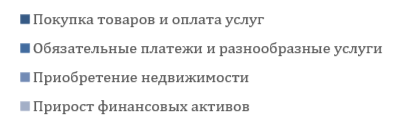 Покупка товаров и оплата услуг
Обязательные платежи и разнообразные услуги
Приобретение недвижимости
Прирост финансовых активов